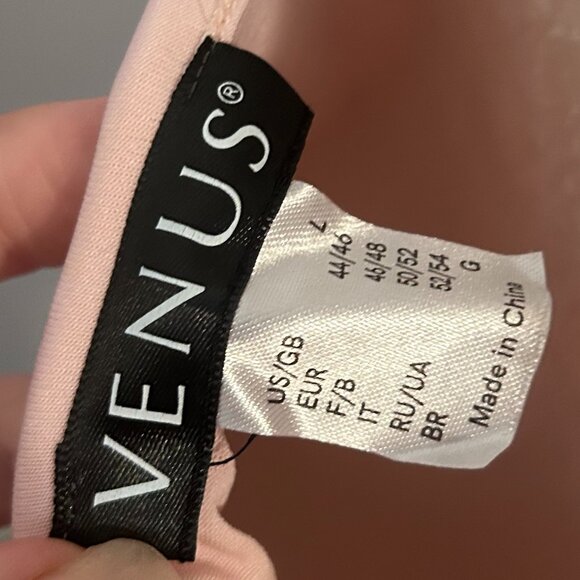 VENUS®
US/GB L
EUR 44/46
F/B 46/48
IT 50/52
RU/UA 52/54
BR G
Made in China